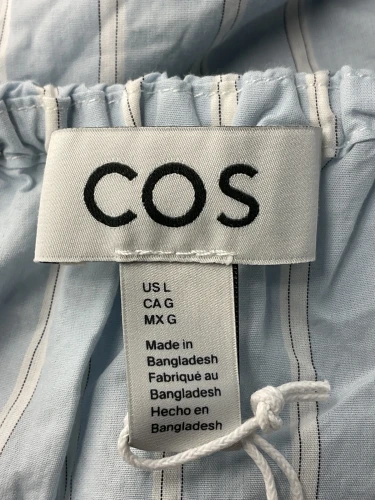 COS
US L
CA G
MX G
Made in
Bangladesh
Fabriqué au
Bangladesh
Hecho en
Bangladesh